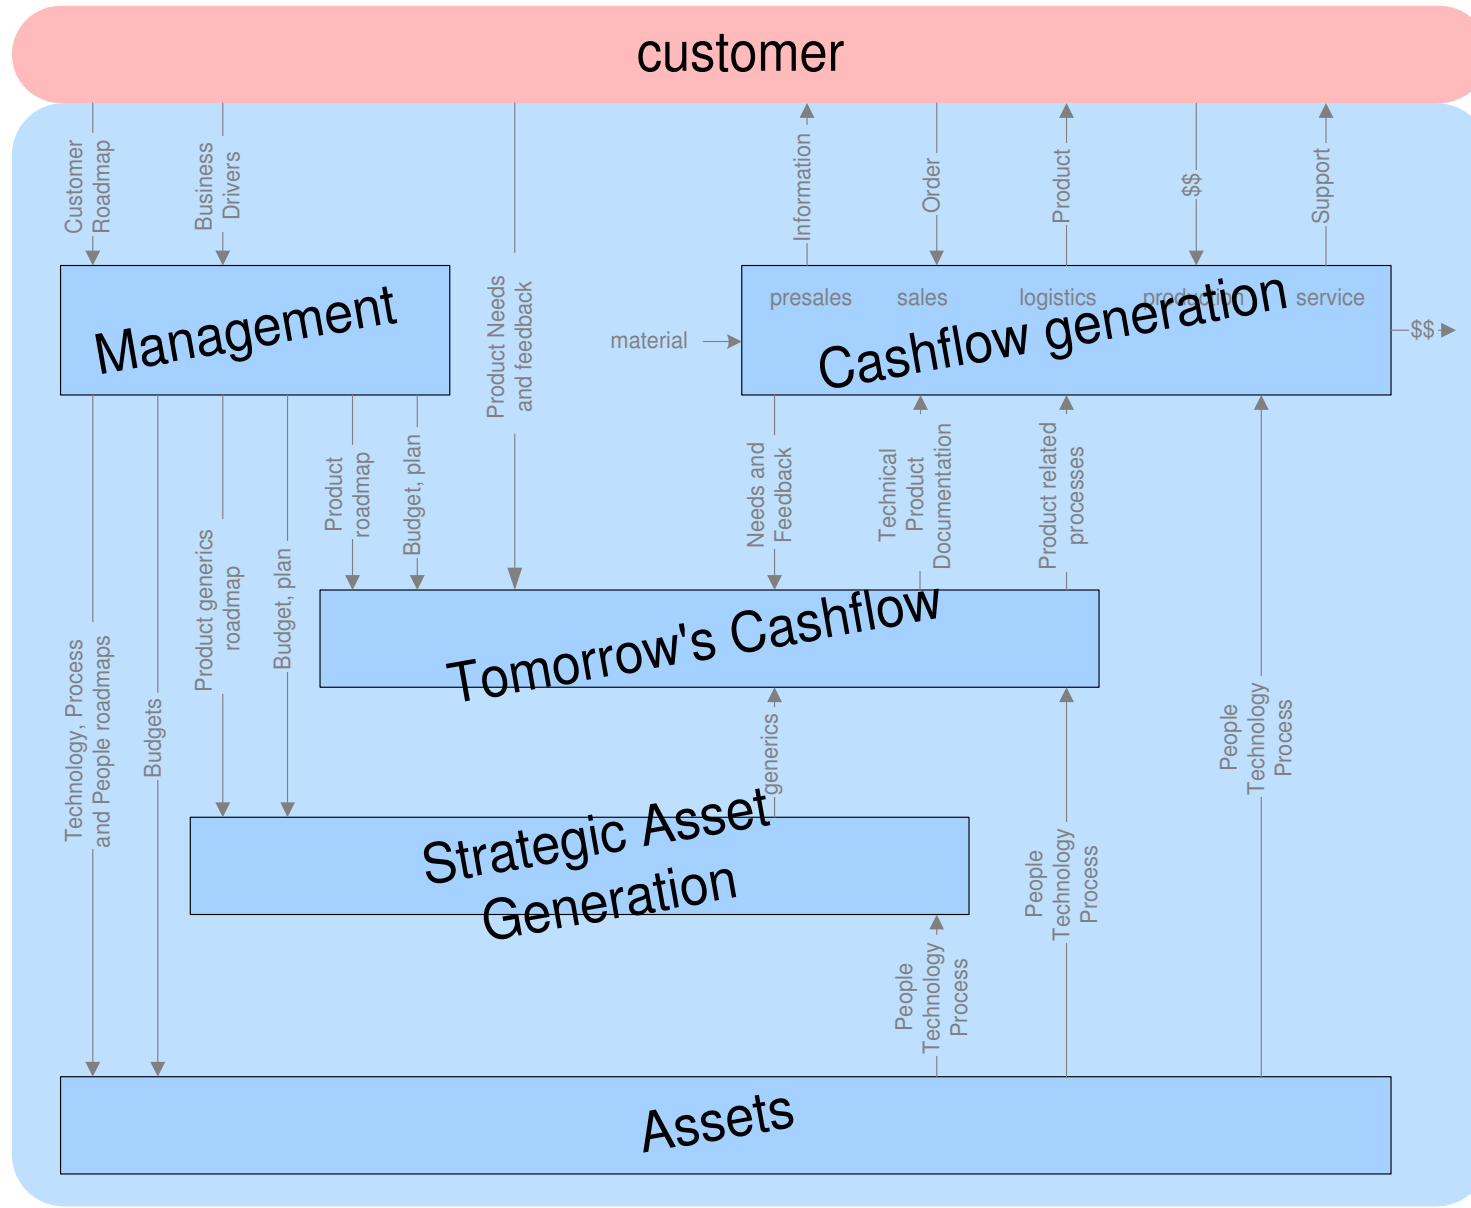 customer
Customer
Roadmap
Business
Drivers
Product Needs
and feedback
Information
Order
Product
$$
Support
Management
presales
sales
logistics
production
service
material
Cashflow generation
$$
Technology, Process
and People roadmaps
Budgets
Product generics
roadmap
Budget, plan
Product
roadmap
Budget, plan
Needs and
Feedback
Technical
Product
Documentation
Product related
processes
Tomorrow's Cashflow
generics
People
Technology
Process
Strategic Asset
Generation
People
Technology
Process
People
Technology
Process
Assets